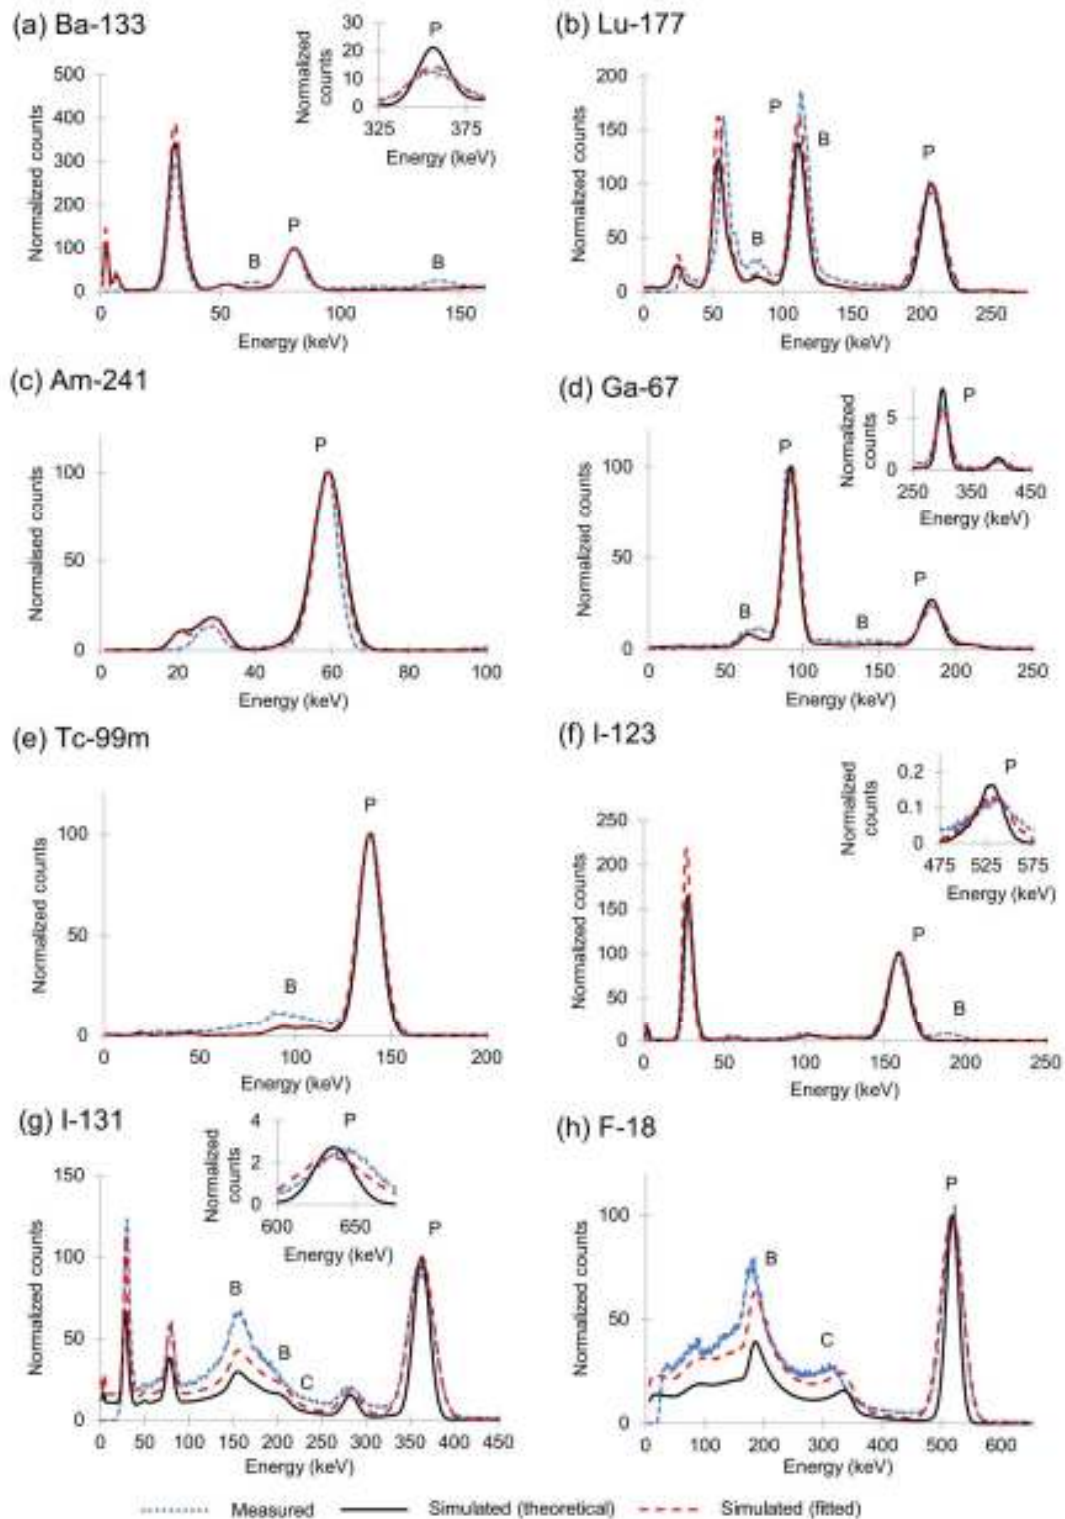 (a) Ba-133
Normalized counts
500
400
300
200
100
0
0
50
100
150
Energy (keV)
B
P
B
Normalized counts
30
20
10
0
325
375
Energy (keV)
P
(b) Lu-177
Normalized counts
200
150
100
50
0
0
50
100
150
200
250
Energy (keV)
B
P
B
P
(c) Am-241
Normalised counts
100
50
0
0
20
40
60
80
100
Energy (keV)
P
(d) Ga-67
Normalized counts
100
50
0
0
50
100
150
200
250
Energy (keV)
B
P
B
P
Normalized counts
5
0
250
350
450
Energy (keV)
P
(e) Tc-99m
Normalized counts
100
50
0
0
50
100
150
200
Energy (keV)
B
P
(f) I-123
Normalized counts
250
200
150
100
50
0
0
50
100
150
200
250
Energy (keV)
P
B
Normalized counts
0.2
0.1
0
475
525
575
Energy (keV)
P
(g) I-131
Normalized counts
150
100
50
0
0
50
100
150
200
250
300
350
400
450
Energy (keV)
B
B
C
P
Normalized counts
4
2
0
600
650
Energy (keV)
P
(h) F-18
Normalized counts
100
50
0
0
100
200
300
400
500
600
Energy (keV)
B
C
P
Measured
Simulated (theoretical)
Simulated (fitted)